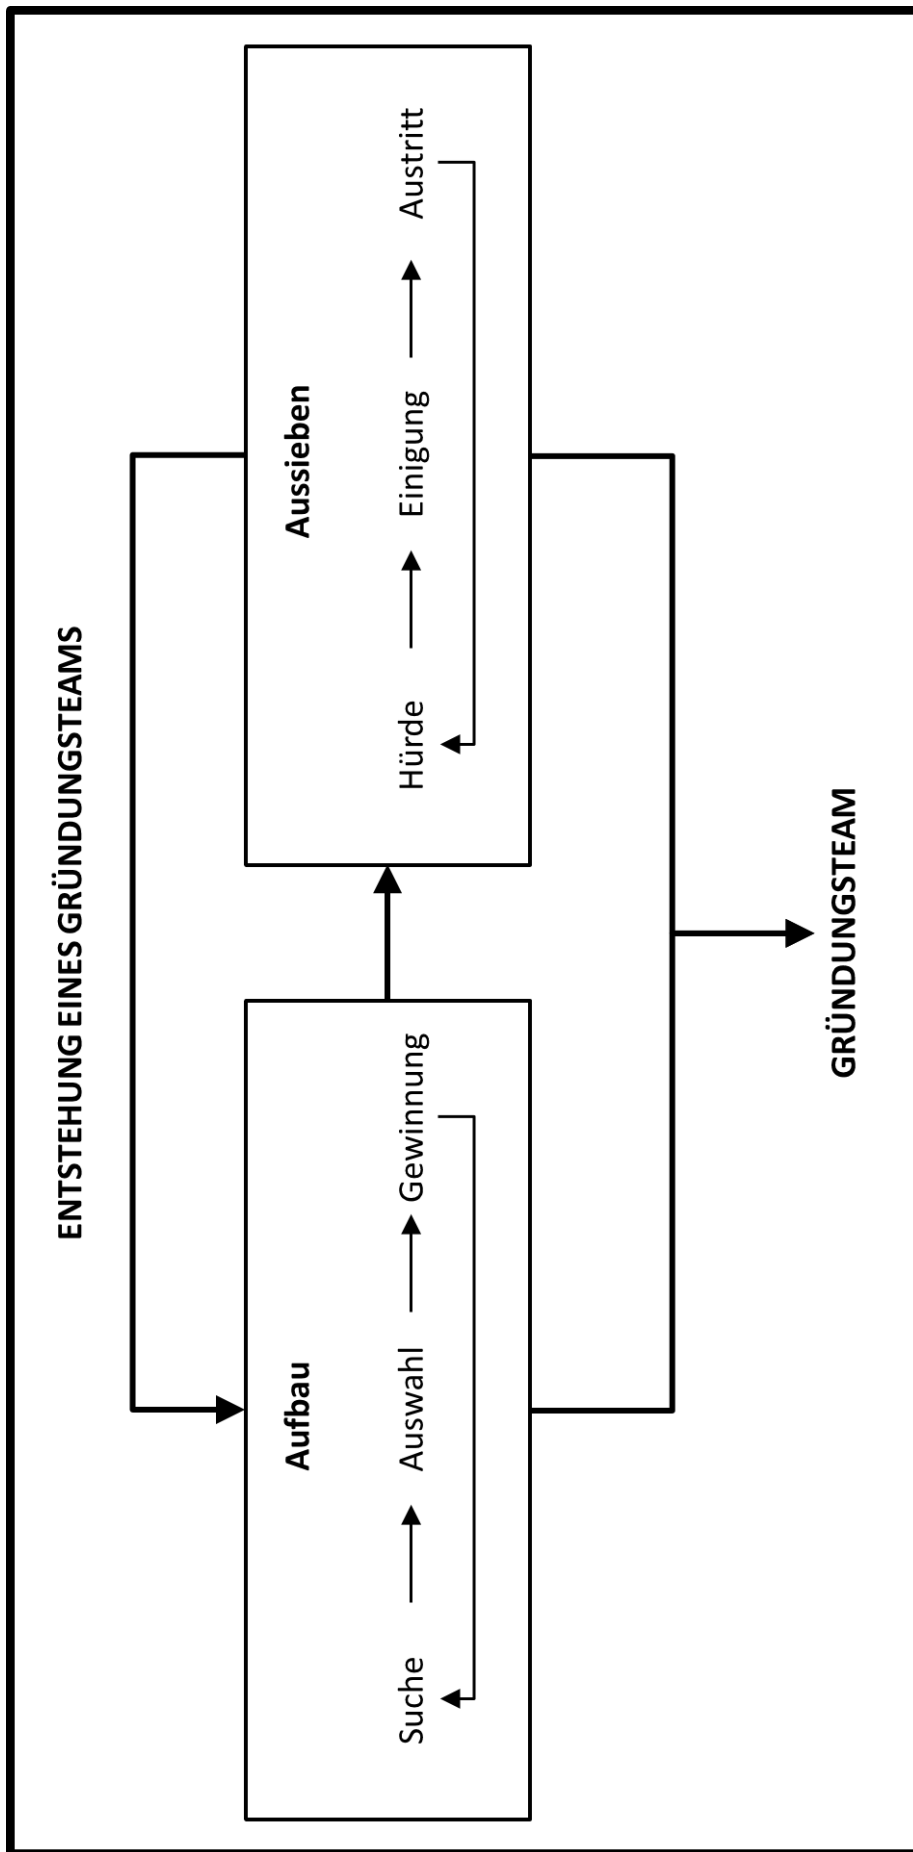 ENTSTEHUNG EINES GRÜNDUNGSTEAMS
Aufbau
Suche
Auswahl
Gewinnung
Aussieben
Hürde
Einigung
Austritt
GRÜNDUNGSTEAM